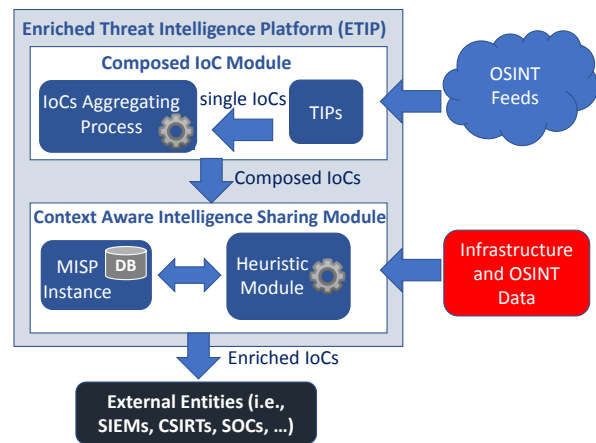 Enriched Threat Intelligence Platform (ETIP)
Composed IoC Module
IoCs Aggregating
Process
single IoCs
TIPs
OSINT
Feeds
Composed IoCs
Context Aware Intelligence Sharing Module
MISP
Instance
DB
Heuristic
Module
Infrastructure
and OSINT
Data
Enriched IoCs
External Entities (i.e.,
SIEMs, CSIRTs, SOCs, ...)